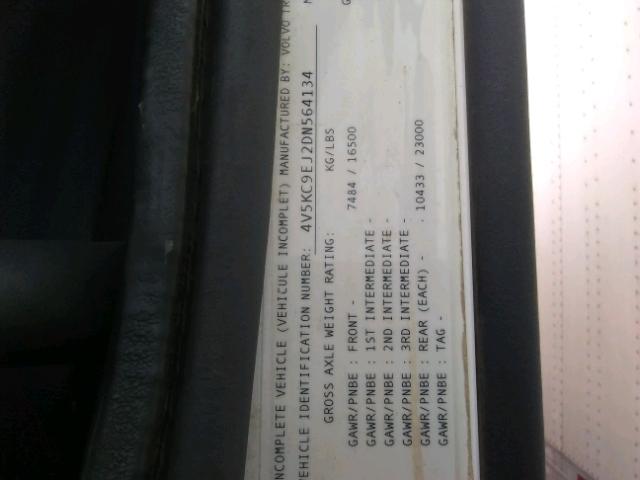 INCOMPLETE VEHICLE (VEHICULE INCOMPLET) MANUFACTURED BY: VOLVO
VEHICLE IDENTIFICATION NUMBER: 4V5KC9EJ2DN564134
GROSS AXLE WEIGHT RATING: KG/LBS
GAWR/PNBE : FRONT - 7484 / 16500
GAWR/PNBE : 1ST INTERMEDIATE -
GAWR/PNBE : 2ND INTERMEDIATE -
GAWR/PNBE : 3RD INTERMEDIATE -
GAWR/PNBE : REAR (EACH) - : 10433 / 23000
GAWR/PNBE : TAG -